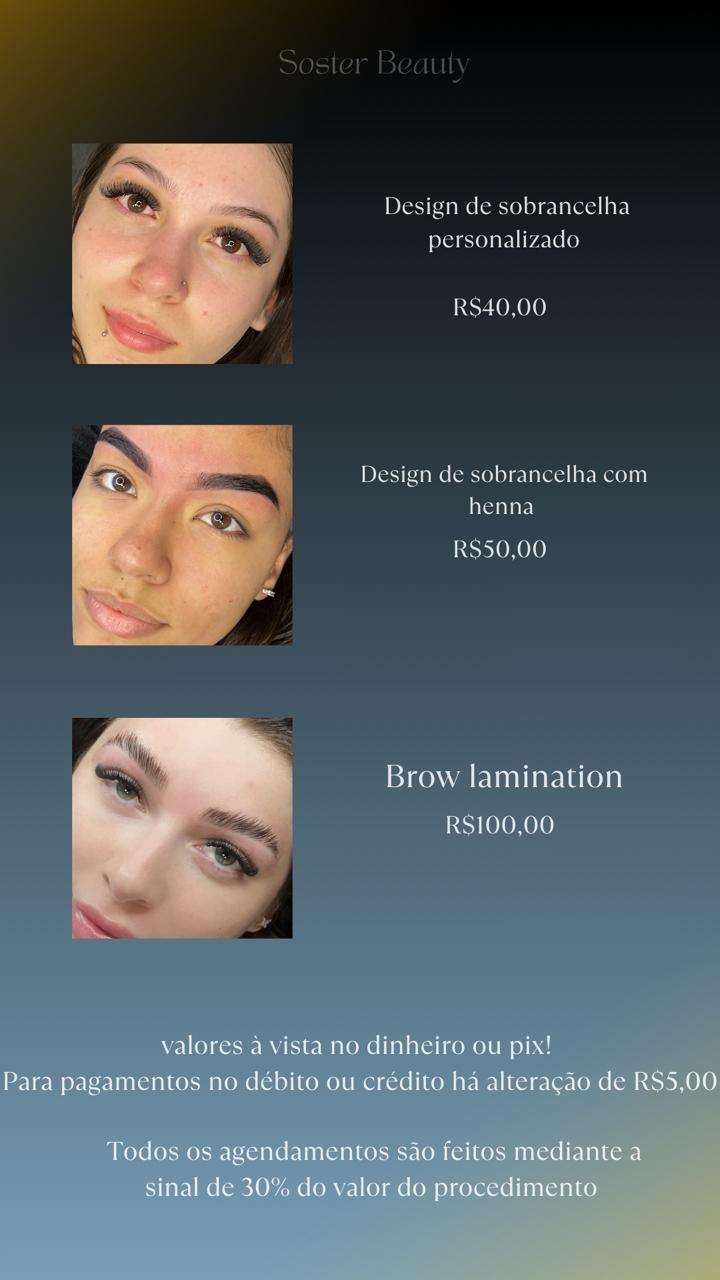 Soster Beauty
Design de sobrancelha
personalizado
R$40,00
Design de sobrancelha com
henna
R$50,00
Brow lamination
R$100,00
valores à vista no dinheiro ou pix!
Para pagamentos no débito ou crédito há alteração de R$5,00
Todos os agendamentos são feitos mediante a
sinal de 30% do valor do procedimento